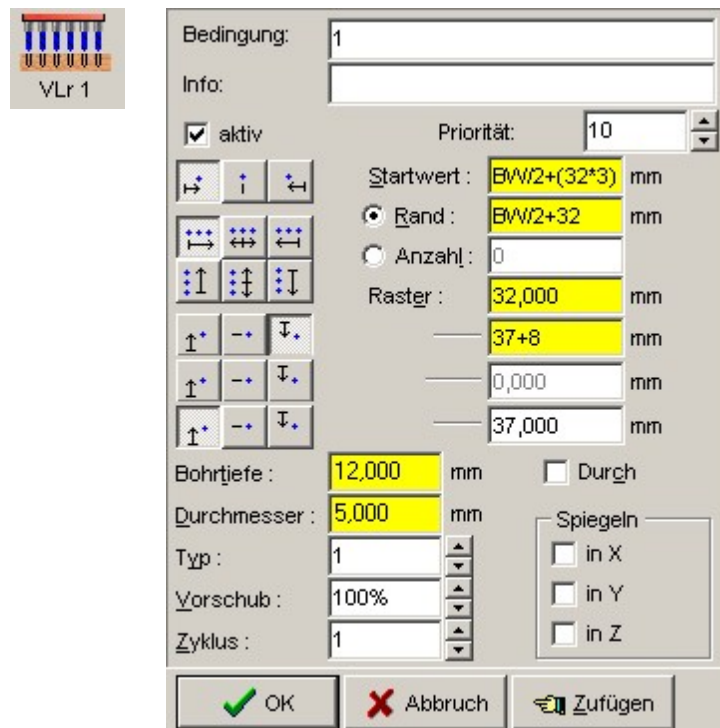 VLr 1
Bedingung: 1
Info:
aktiv Priorität: 10
Startwert : BW/2+(32*3) mm
Rand : BW/2+32 mm
Anzahl : 0
Raster : 32,000 mm
37+8 mm
0,000 mm
37,000 mm
Bohrtiefe : 12,000 mm Durch
Durchmesser : 5,000 mm Spiegeln
Typ : 1 in X
Vorschub : 100% in Y
Zyklus : 1 in Z
OK Abbruch Zufügen